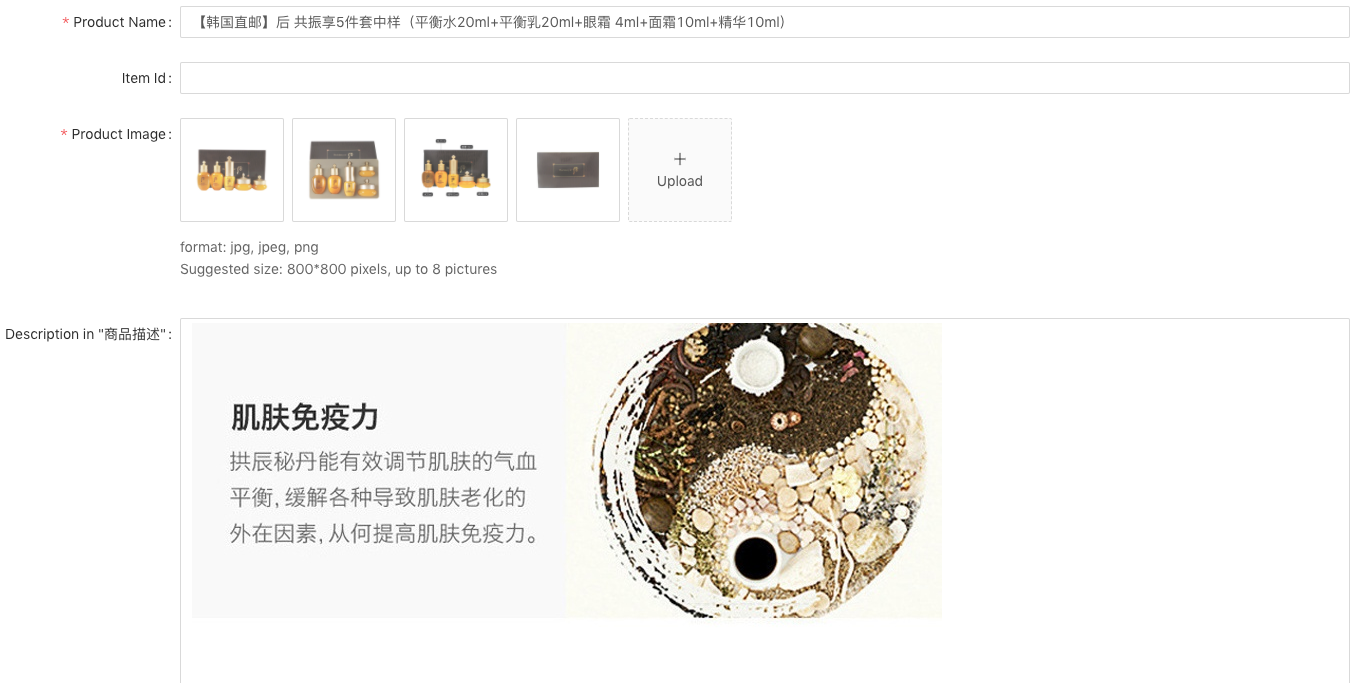 * Product Name:
【韩国直邮】后 共振享5件套中样（平衡水20ml+平衡乳20ml+眼霜 4ml+面霜10ml+精华10ml）
Item Id:
* Product Image:
+
Upload
format: jpg, jpeg, png
Suggested size: 800*800 pixels, up to 8 pictures
Description in "商品描述":
肌肤免疫力
拱辰秘丹能有效调节肌肤的气血
平衡, 缓解各种导致肌肤老化的
外在因素, 从何提高肌肤免疫力。